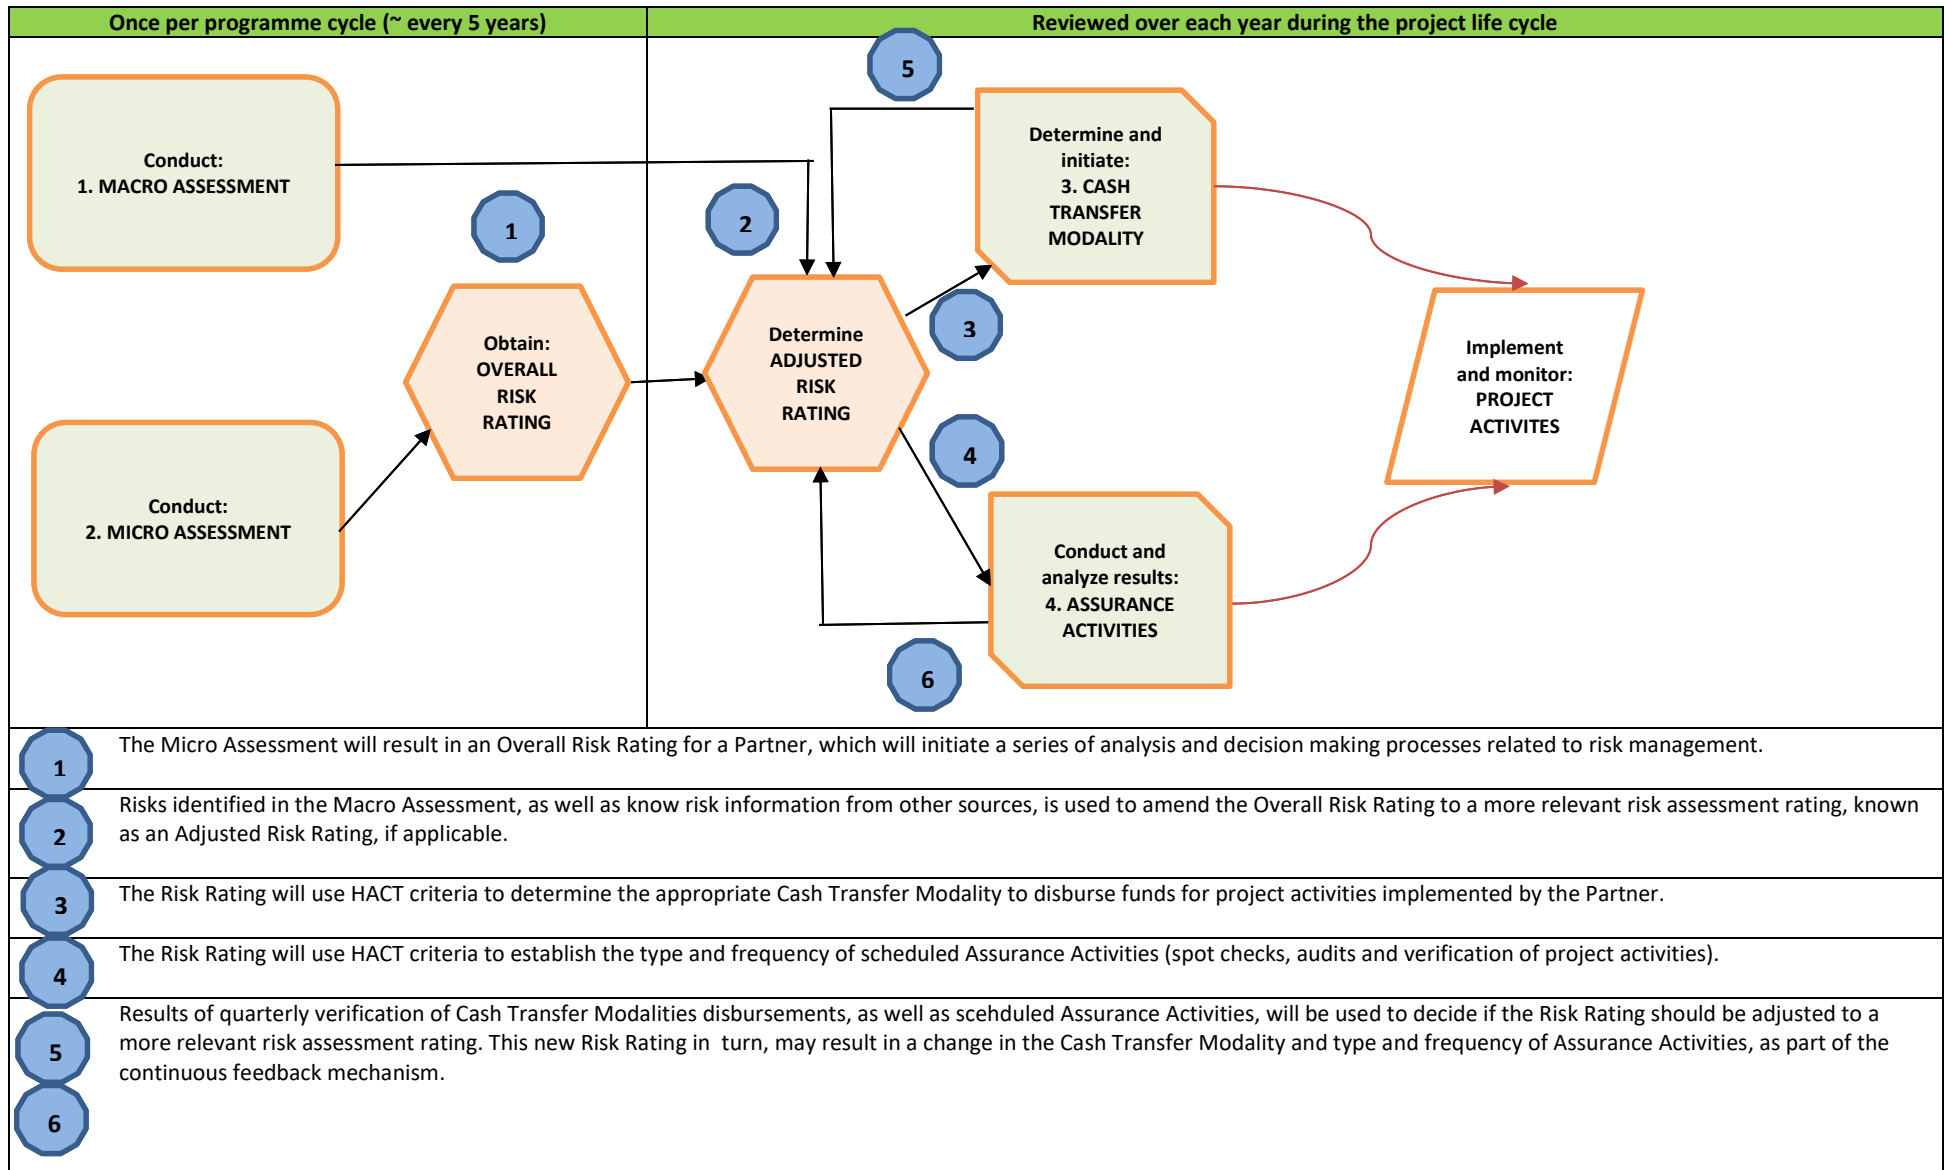 Once per programme cycle (~ every 5 years)
Reviewed over each year during the project life cycle
Conduct:
1. MACRO ASSESSMENT
Conduct:
2. MICRO ASSESSMENT
1
Obtain:
OVERALL
RISK
RATING
2
Determine
ADJUSTED
RISK
RATING
5
Determine and
initiate:
3. CASH
TRANSFER
MODALITY
3
4
Conduct and
analyze results:
4. ASSURANCE
ACTIVITIES
6
Implement
and monitor:
PROJECT
ACTIVITES
1
The Micro Assessment will result in an Overall Risk Rating for a Partner, which will initiate a series of analysis and decision making processes related to risk management.
2
Risks identified in the Macro Assessment, as well as know risk information from other sources, is used to amend the Overall Risk Rating to a more relevant risk assessment rating, known
as an Adjusted Risk Rating, if applicable.
3
The Risk Rating will use HACT criteria to determine the appropriate Cash Transfer Modality to disburse funds for project activities implemented by the Partner.
4
The Risk Rating will use HACT criteria to establish the type and frequency of scheduled Assurance Activities (spot checks, audits and verification of project activities).
5
6
Results of quarterly verification of Cash Transfer Modalities disbursements, as well as scehduled Assurance Activities, will be used to decide if the Risk Rating should be adjusted to a
more relevant risk assessment rating. This new Risk Rating in  turn, may result in a change in the Cash Transfer Modality and type and frequency of Assurance Activities, as part of the
continuous feedback mechanism.